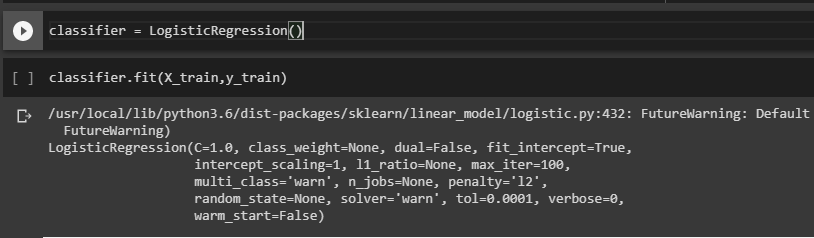 classifier = LogisticRegression()
[ ] classifier.fit(X_train,y_train)
/usr/local/lib/python3.6/dist-packages/sklearn/linear_model/logistic.py:432: FutureWarning: Default
FutureWarning)
LogisticRegression(C=1.0, class_weight=None, dual=False, fit_intercept=True,
intercept_scaling=1, l1_ratio=None, max_iter=100,
multi_class='warn', n_jobs=None, penalty='l2',
random_state=None, solver='warn', tol=0.0001, verbose=0,
warm_start=False)